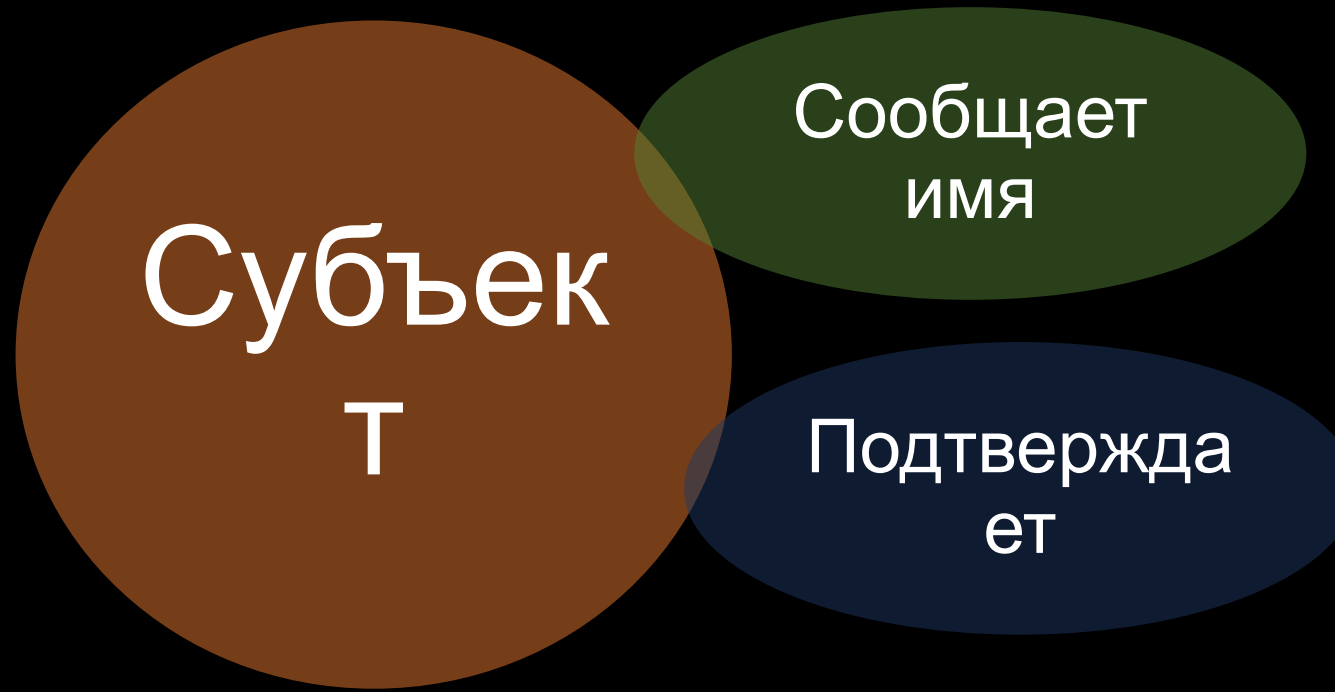 Субъек
т
Сообщает
имя
Подтвержда
ет